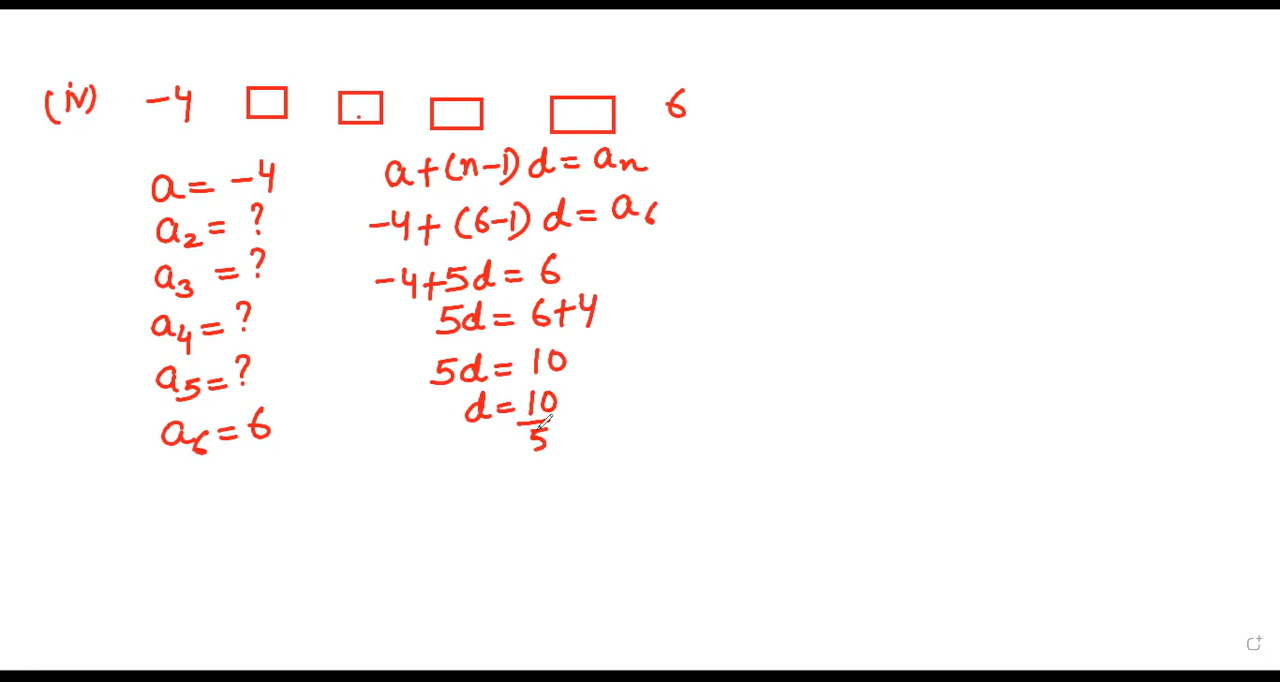 (iv) -4 6
a = -4
a2 = ?
a3 = ?
a4 = ?
a5 = ?
a6 = 6
a+(n-1)d = an
-4+(6-1)d = a6
-4+5d = 6
5d = 6+4
5d = 10
d = 10/5